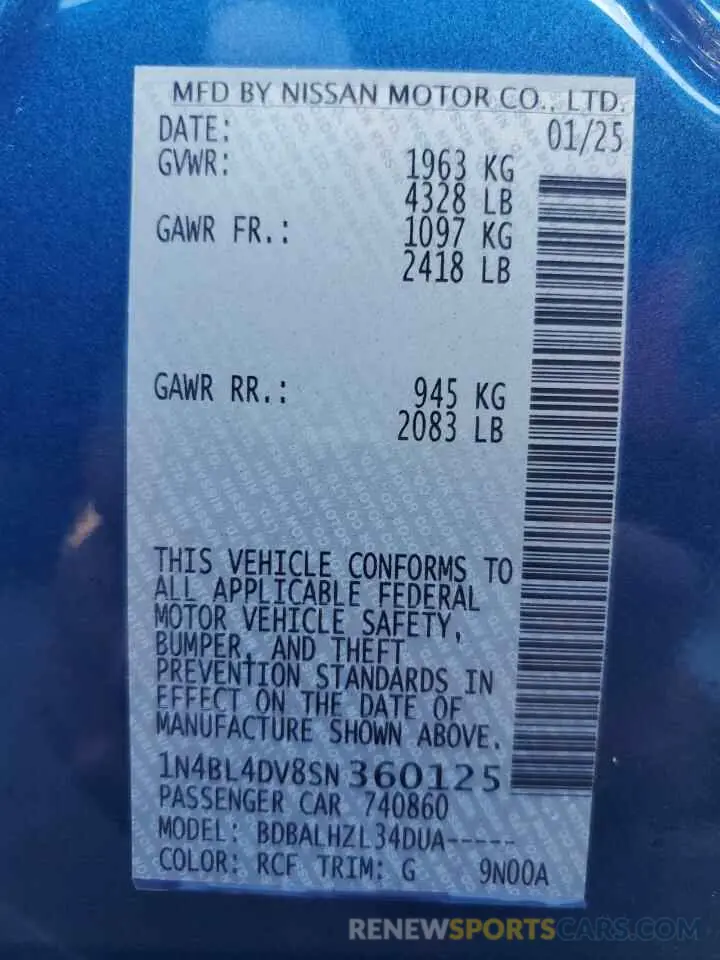 MFD BY NISSAN MOTOR CO., LTD.
DATE: 01/25
GVWR: 1963 KG
4328 LB
GAWR FR.: 1097 KG
2418 LB
GAWR RR.: 945 KG
2083 LB
THIS VEHICLE CONFORMS TO
ALL APPLICABLE FEDERAL
MOTOR VEHICLE SAFETY,
BUMPER, AND THEFT
PREVENTION STANDARDS IN
EFFECT ON THE DATE OF
MANUFACTURE SHOWN ABOVE.
1N4BL4DV8SN 360125
PASSENGER CAR 740860
MODEL: BDBALHZL34DUA-----
COLOR: RCF TRIM: G 9N00A
RENEWSPORTSCARS.COM